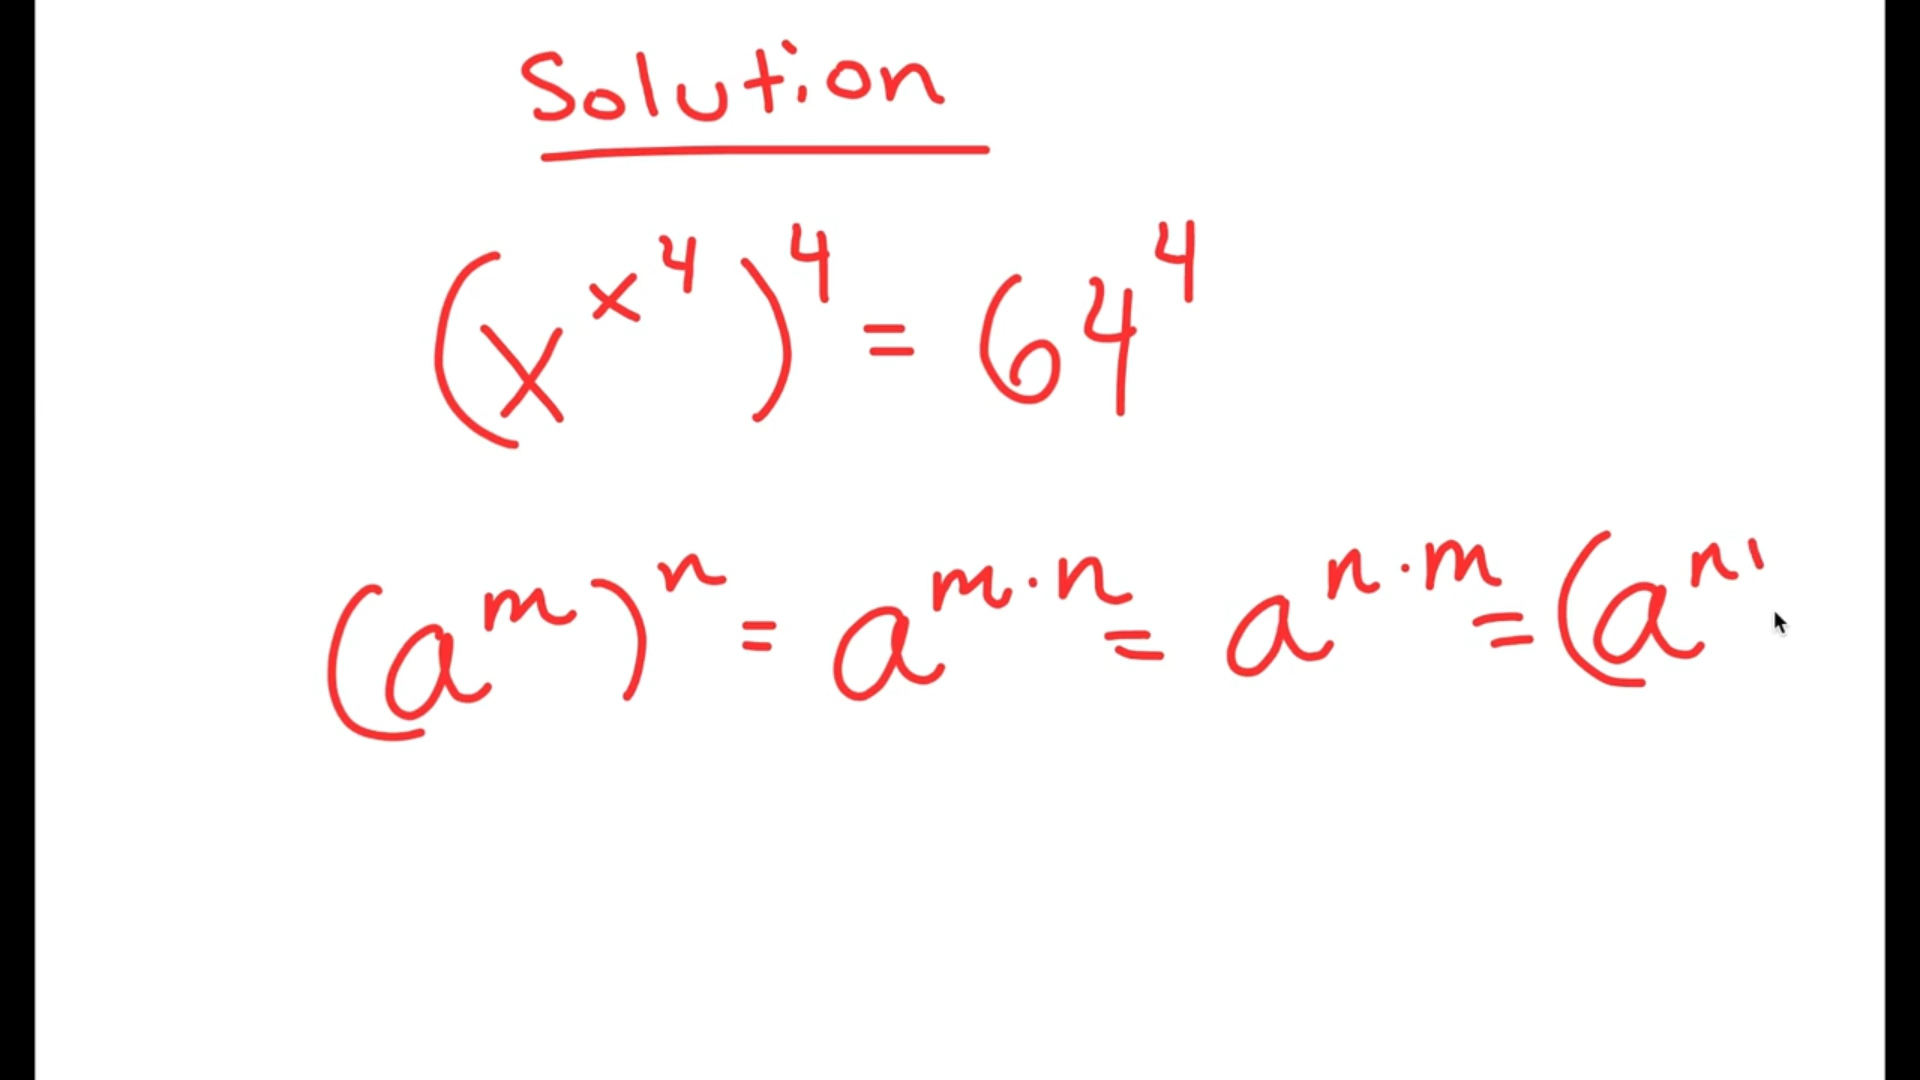 Solution
(x^x^4)^4 = 64^4
(a^m)^n = a^m·n = a^n·m = (a^n